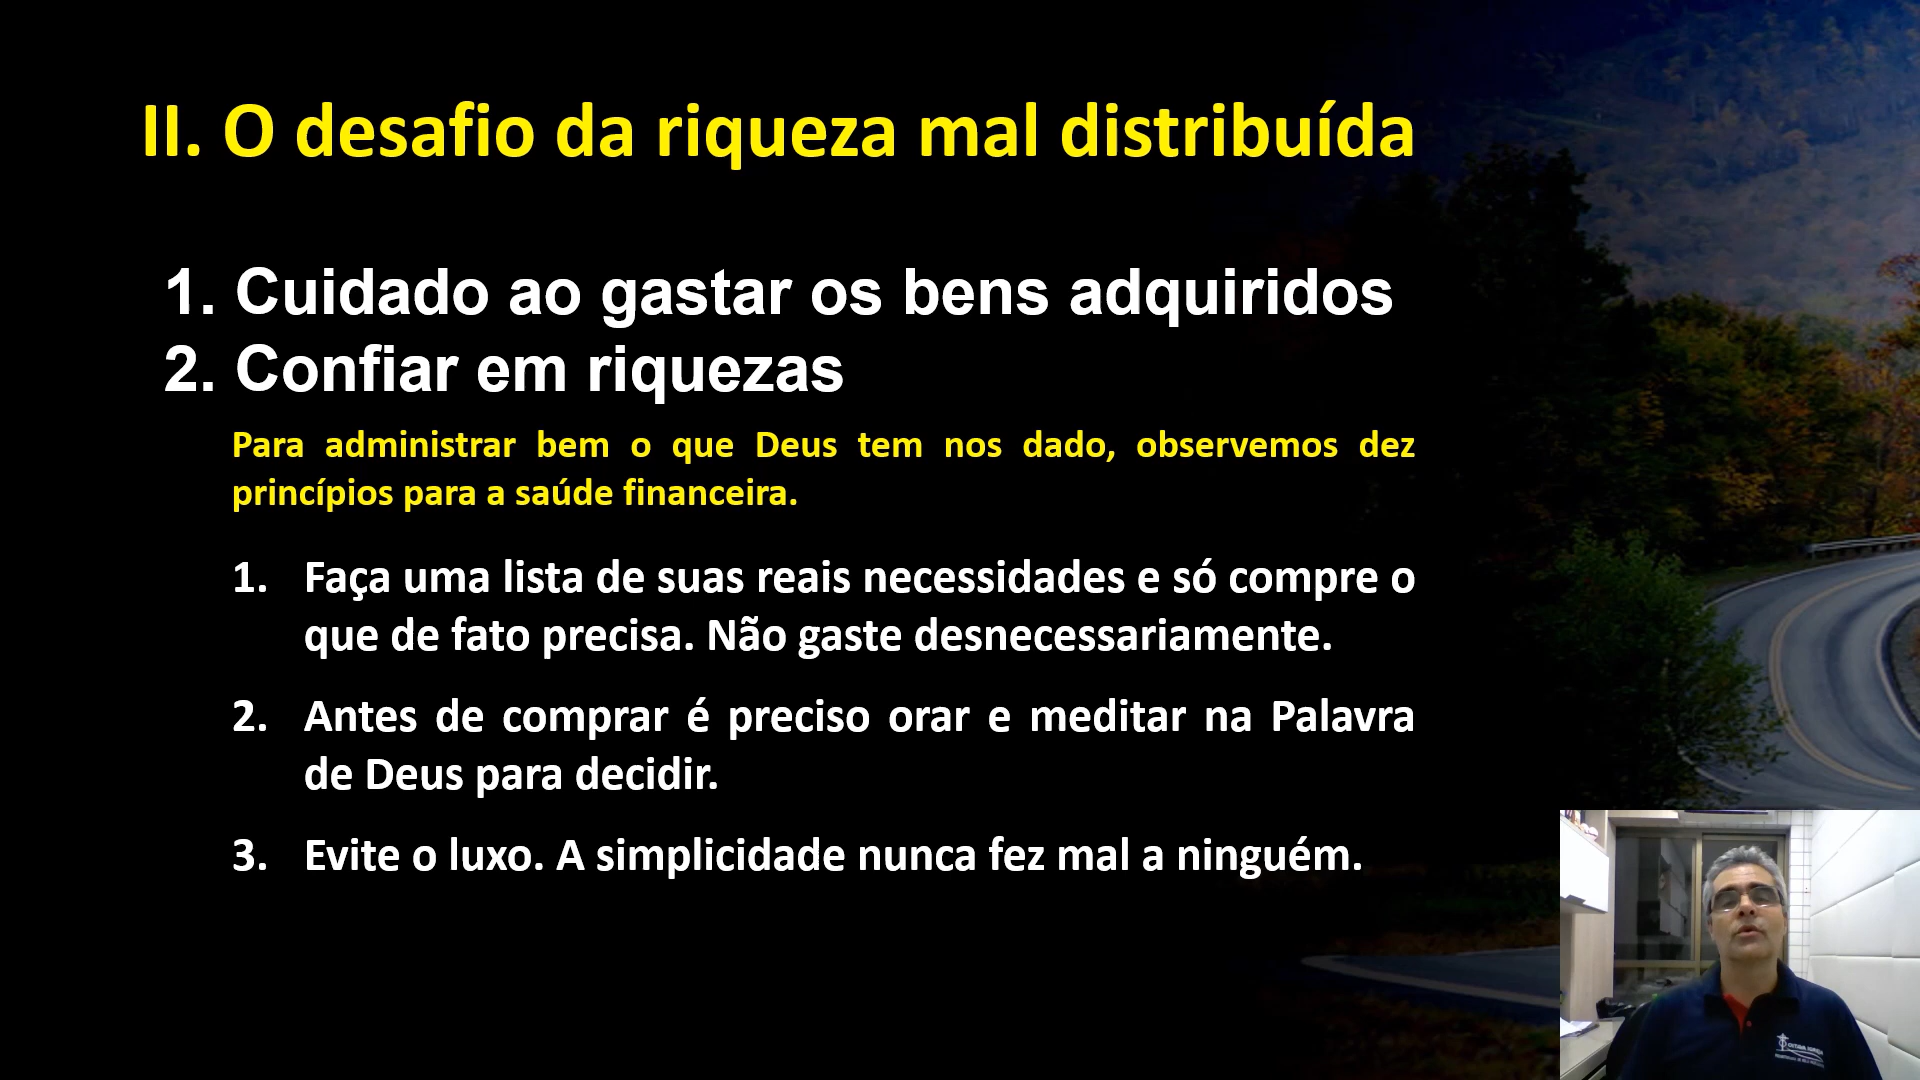 II. O desafio da riqueza mal distribuída
1. Cuidado ao gastar os bens adquiridos
2. Confiar em riquezas
Para administrar bem o que Deus tem nos dado, observemos dez
princípios para a saúde financeira.
1. Faça uma lista de suas reais necessidades e só compre o
que de fato precisa. Não gaste desnecessariamente.
2. Antes de comprar é preciso orar e meditar na Palavra
de Deus para decidir.
3. Evite o luxo. A simplicidade nunca fez mal a ninguém.
OITAVA IGREJA